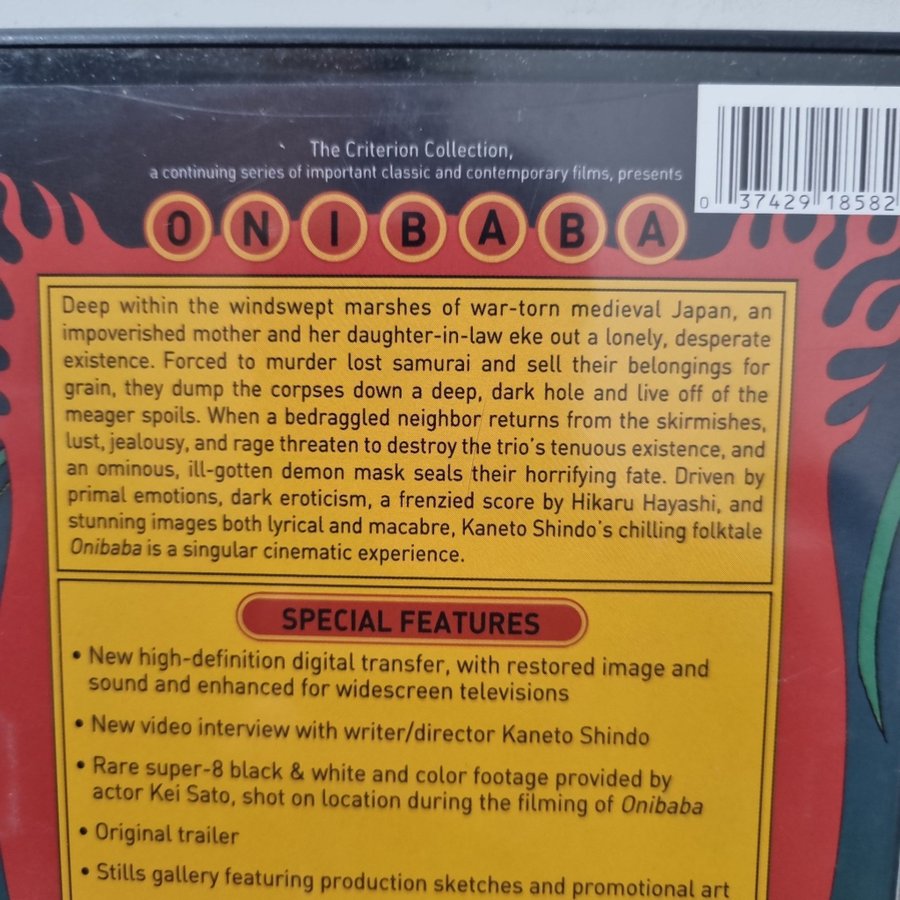 The Criterion Collection,
a continuing series of important classic and contemporary films, presents
0 37429 18582
ONIBABA
Deep within the windswept marshes of war-torn medieval Japan, an
impoverished mother and her daughter-in-law eke out a lonely, desperate
existence. Forced to murder lost samurai and sell their belongings for
grain, they dump the corpses down a deep, dark hole and live off of the
meager spoils. When a bedraggled neighbor returns from the skirmishes,
lust, jealousy, and rage threaten to destroy the trio's tenuous existence, and
an ominous, ill-gotten demon mask seals their horrifying fate. Driven by
primal emotions, dark eroticism, a frenzied score by Hikaru Hayashi, and
stunning images both lyrical and macabre, Kaneto Shindo's chilling folktale
Onibaba is a singular cinematic experience.
SPECIAL FEATURES
• New high-definition digital transfer, with restored image and
sound and enhanced for widescreen televisions
• New video interview with writer/director Kaneto Shindo
• Rare super-8 black & white and color footage provided by
actor Kei Sato, shot on location during the filming of Onibaba
• Original trailer
• Stills gallery featuring production sketches and promotional art